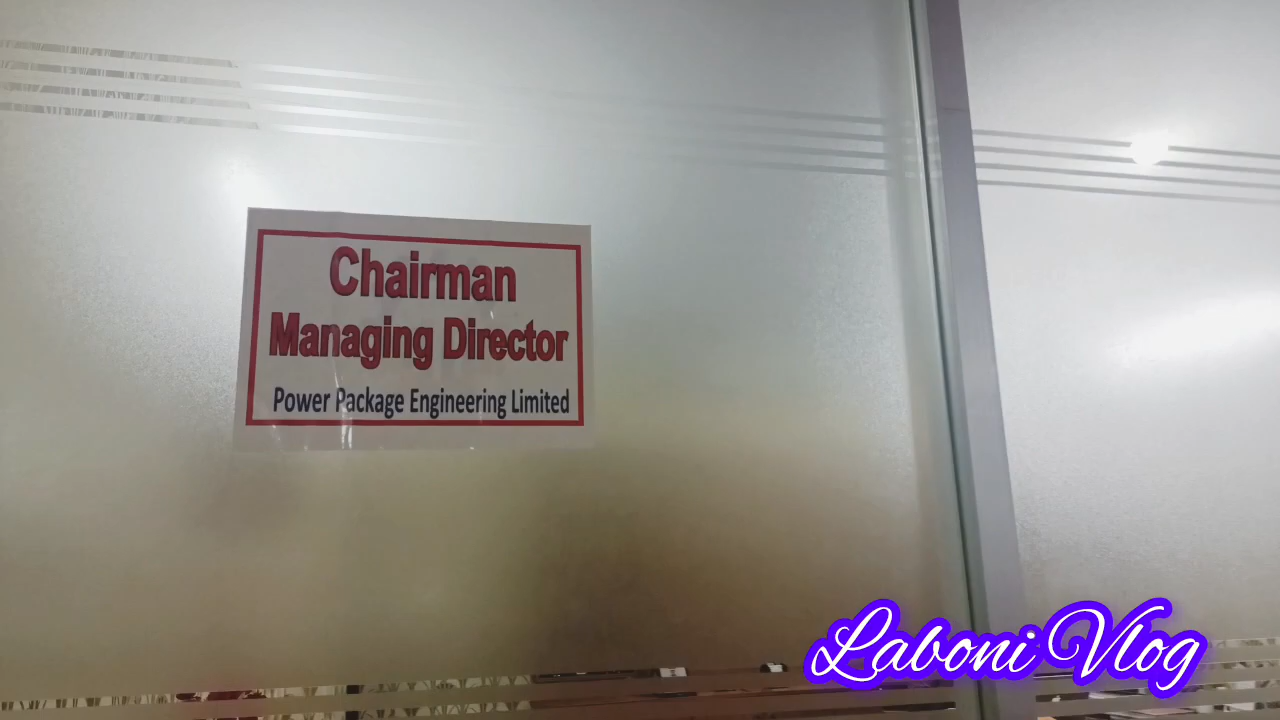 Chairman
Managing Director
Power Package Engineering Limited
Laboni Vlog